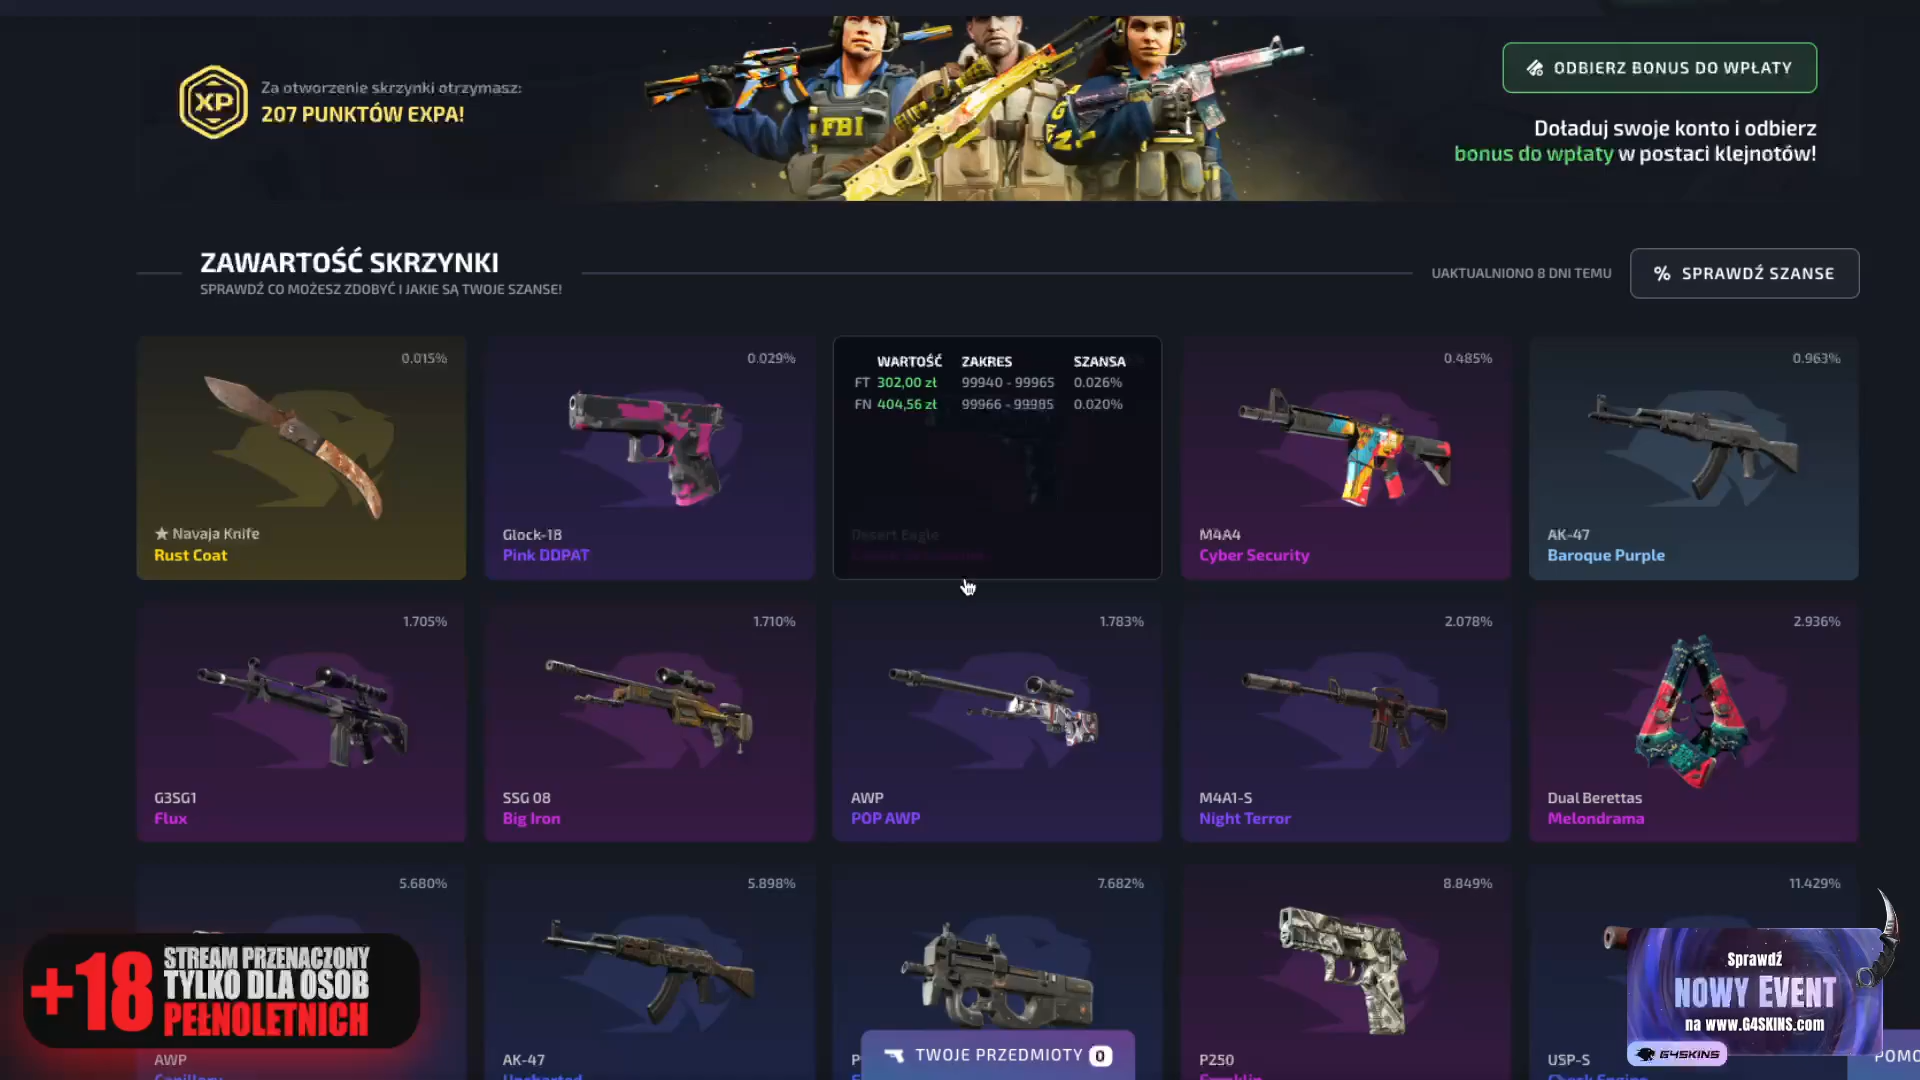 XP
Za otworzenie skrzynki otrzymasz:
207 PUNKTÓW EXPA!
FBI
ODBIERZ BONUS DO WPŁATY
Doładuj swoje konto i odbierz
bonus do wpłaty w postaci klejnotów!
ZAWARTOŚĆ SKRZYNKI
SPRAWDŹ CO MOŻESZ ZDOBYĆ I JAKIE SĄ TWOJE SZANSE!
UAKTUALNIONO 8 DNI TEMU
% SPRAWDŹ SZANSE
0.015%
★ Navaja Knife
Rust Coat
0.029%
Glock-18
Pink DDPAT
WARTOŚĆ ZAKRES SZANSA
FT 302,00 zł 99940 - 99965 0.026%
FN 404,56 zł 99966 - 99985 0.020%
Desert Eagle
0.485%
M4A4
Cyber Security
0.963%
AK-47
Baroque Purple
1.705%
G3SG1
Flux
1.710%
SSG 08
Big Iron
1.783%
AWP
POP AWP
2.078%
M4A1-S
Night Terror
2.936%
Dual Berettas
Melondrama
5.680%
AWP
5.898%
AK-47
7.682%
8.849%
P250
11.429%
USP-S
+18 STREAM PRZENACZONY
TYLKO DLA OSÓB
PEŁNOLETNICH
TWOJE PRZEDMIOTY 0
Sprawdź
NOWY EVENT
na www.G4SKINS.com
G4SKINS